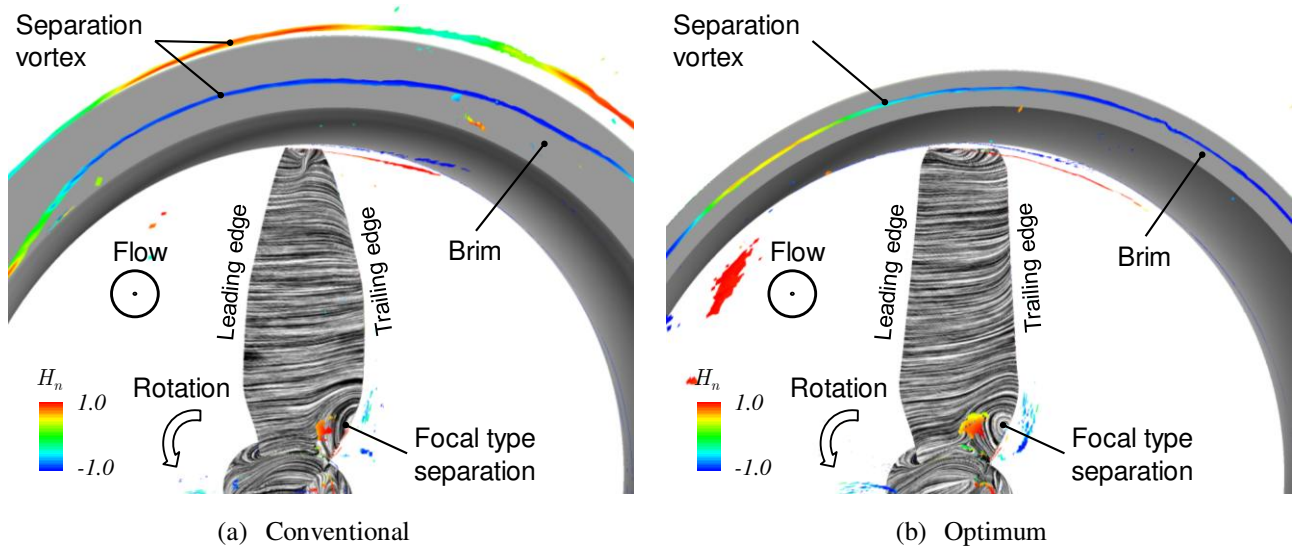 Separation
vortex
Flow
Leading edge
Trailing edge
Brim
H_n
1.0
-1.0
Rotation
Focal type
separation
(a) Conventional
Separation
vortex
Flow
Leading edge
Trailing edge
Brim
H_n
1.0
-1.0
Rotation
Focal type
separation
(b) Optimum